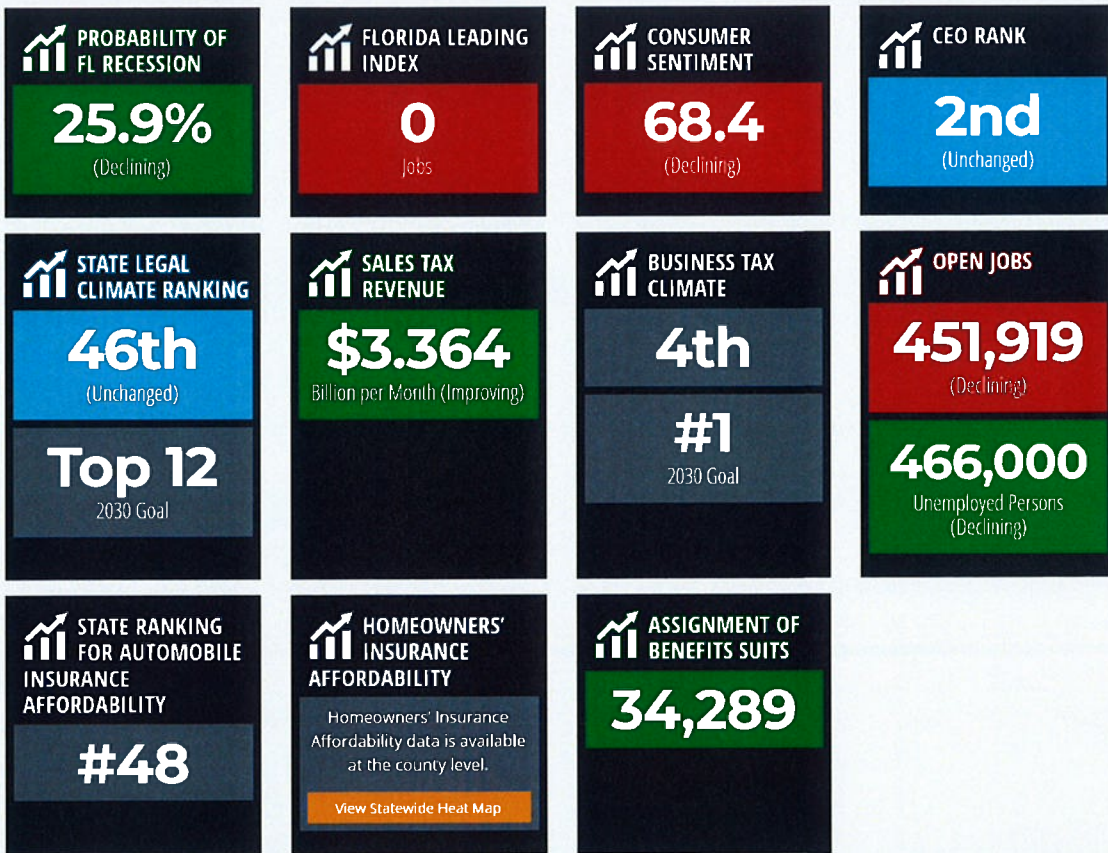 PROBABILITY OF
FL RECESSION
25.9%
(Declining)
FLORIDA LEADING
INDEX
0
Jobs
CONSUMER
SENTIMENT
68.4
(Declining)
CEO RANK
2nd
(Unchanged)
STATE LEGAL
CLIMATE RANKING
46th
(Unchanged)
Top 12
2030 Goal
SALES TAX
REVENUE
$3.364
Billion per Month (Improving)
BUSINESS TAX
CLIMATE
4th
#1
2030 Goal
OPEN JOBS
451,919
(Declining)
466,000
Unemployed Persons
(Declining)
STATE RANKING
FOR AUTOMOBILE
INSURANCE
AFFORDABILITY
#48
HOMEOWNERS'
INSURANCE
AFFORDABILITY
Homeowners' Insurance
Affordability data is available
at the county level.
View Statewide Heat Map
ASSIGNMENT OF
BENEFITS SUITS
34,289